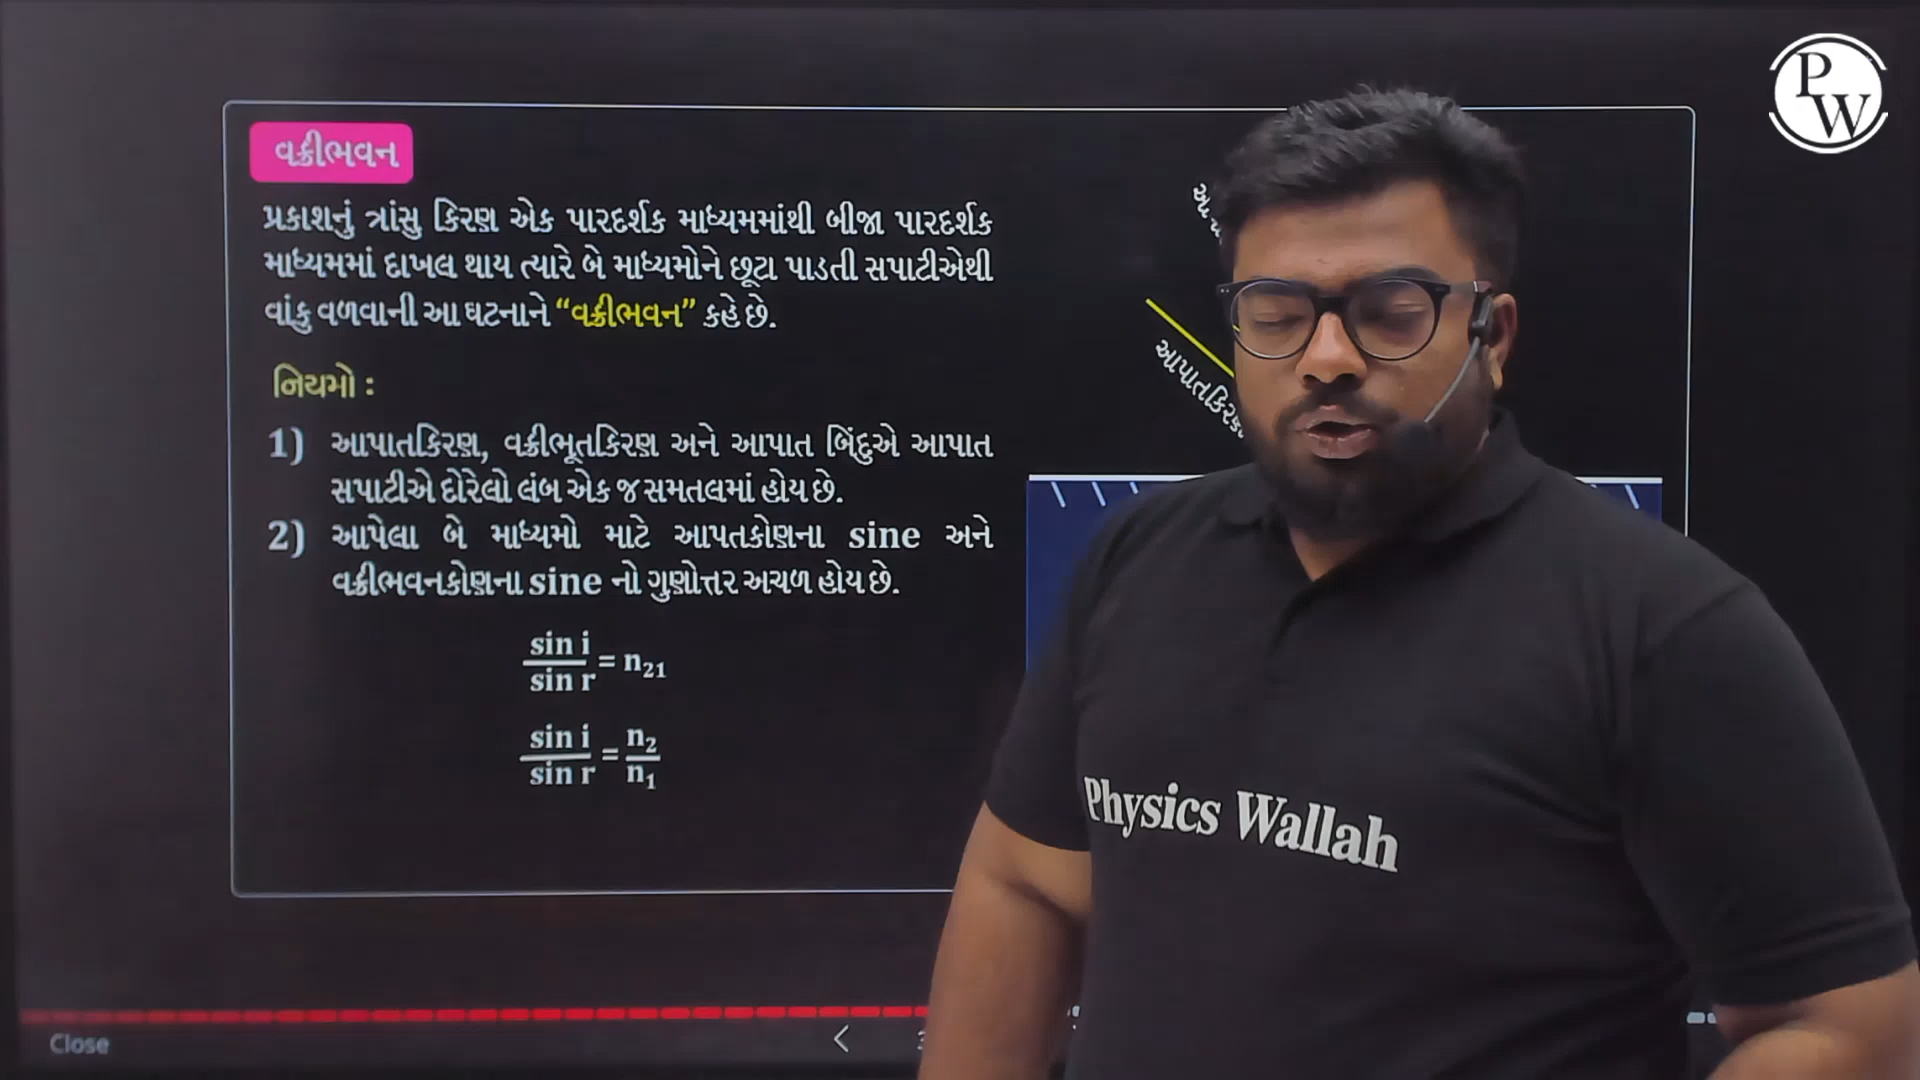 PW
વક્રીભવન
પ્રકાશનું ત્રાંસુ કિરણ એક પારદર્શક માધ્યમમાંથી બીજા પારદર્શક
માધ્યમમાં દાખલ થાય ત્યારે બે માધ્યમોને છૂટા પાડતી સપાટીએથી
વાંકુ વળવાની આ ઘટનાને “વક્રીભવન” કહે છે.
નિયમો :
1) આપાતકિરણ, વક્રીભૂતકિરણ અને આપાત બિંદુએ આપાત
સપાટીએ દોરેલો લંબ એક જ સમતલમાં હોય છે.
2) આપેલા બે માધ્યમો માટે આપતકોણના sine અને
વક્રીભવનકોણના sine નો ગુણોત્તર અચળ હોય છે.
sin i / sin r = n₂₁
sin i / sin r = n₂ / n₁
આપાતકિરણ
Physics Wallah
Close